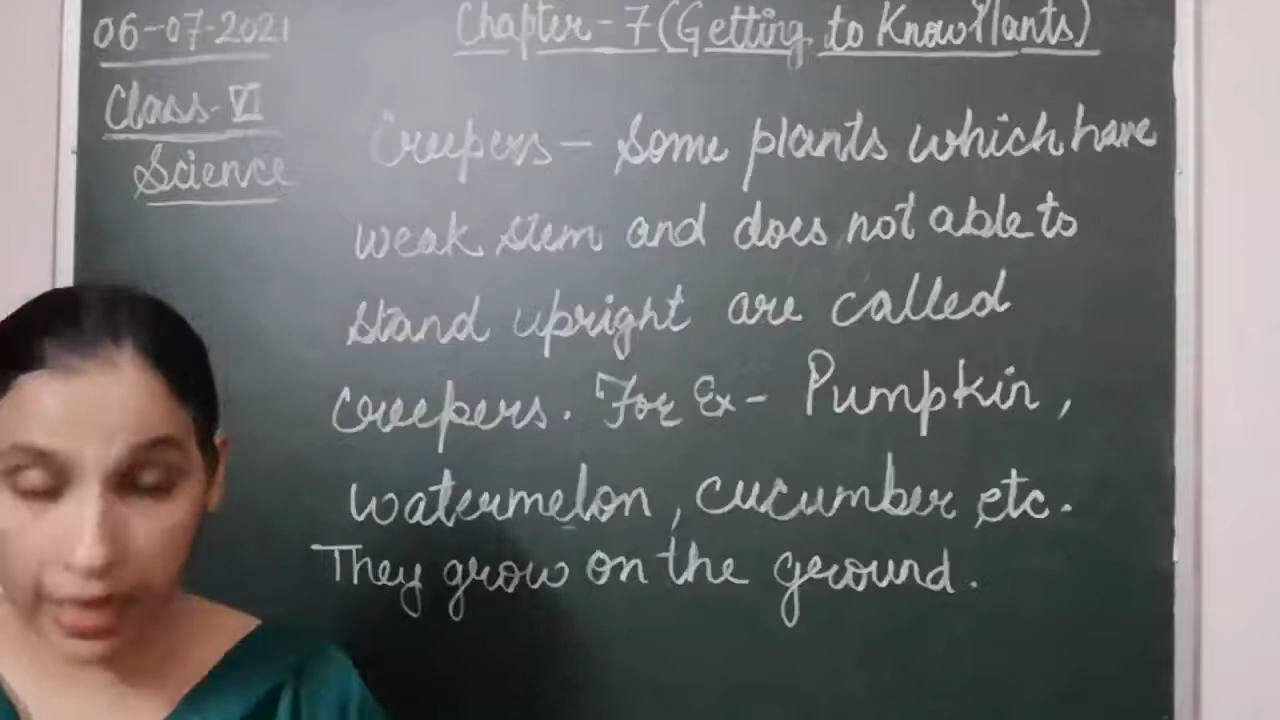 06-07-2021
Chapter-7 (Getting to Know Plants)
Class-VI
Science
Creepers- Some plants which have
weak stem and does not able to
stand upright are called
creepers. For Ex- Pumpkin,
watermelon, cucumber, etc.
They grow on the ground.